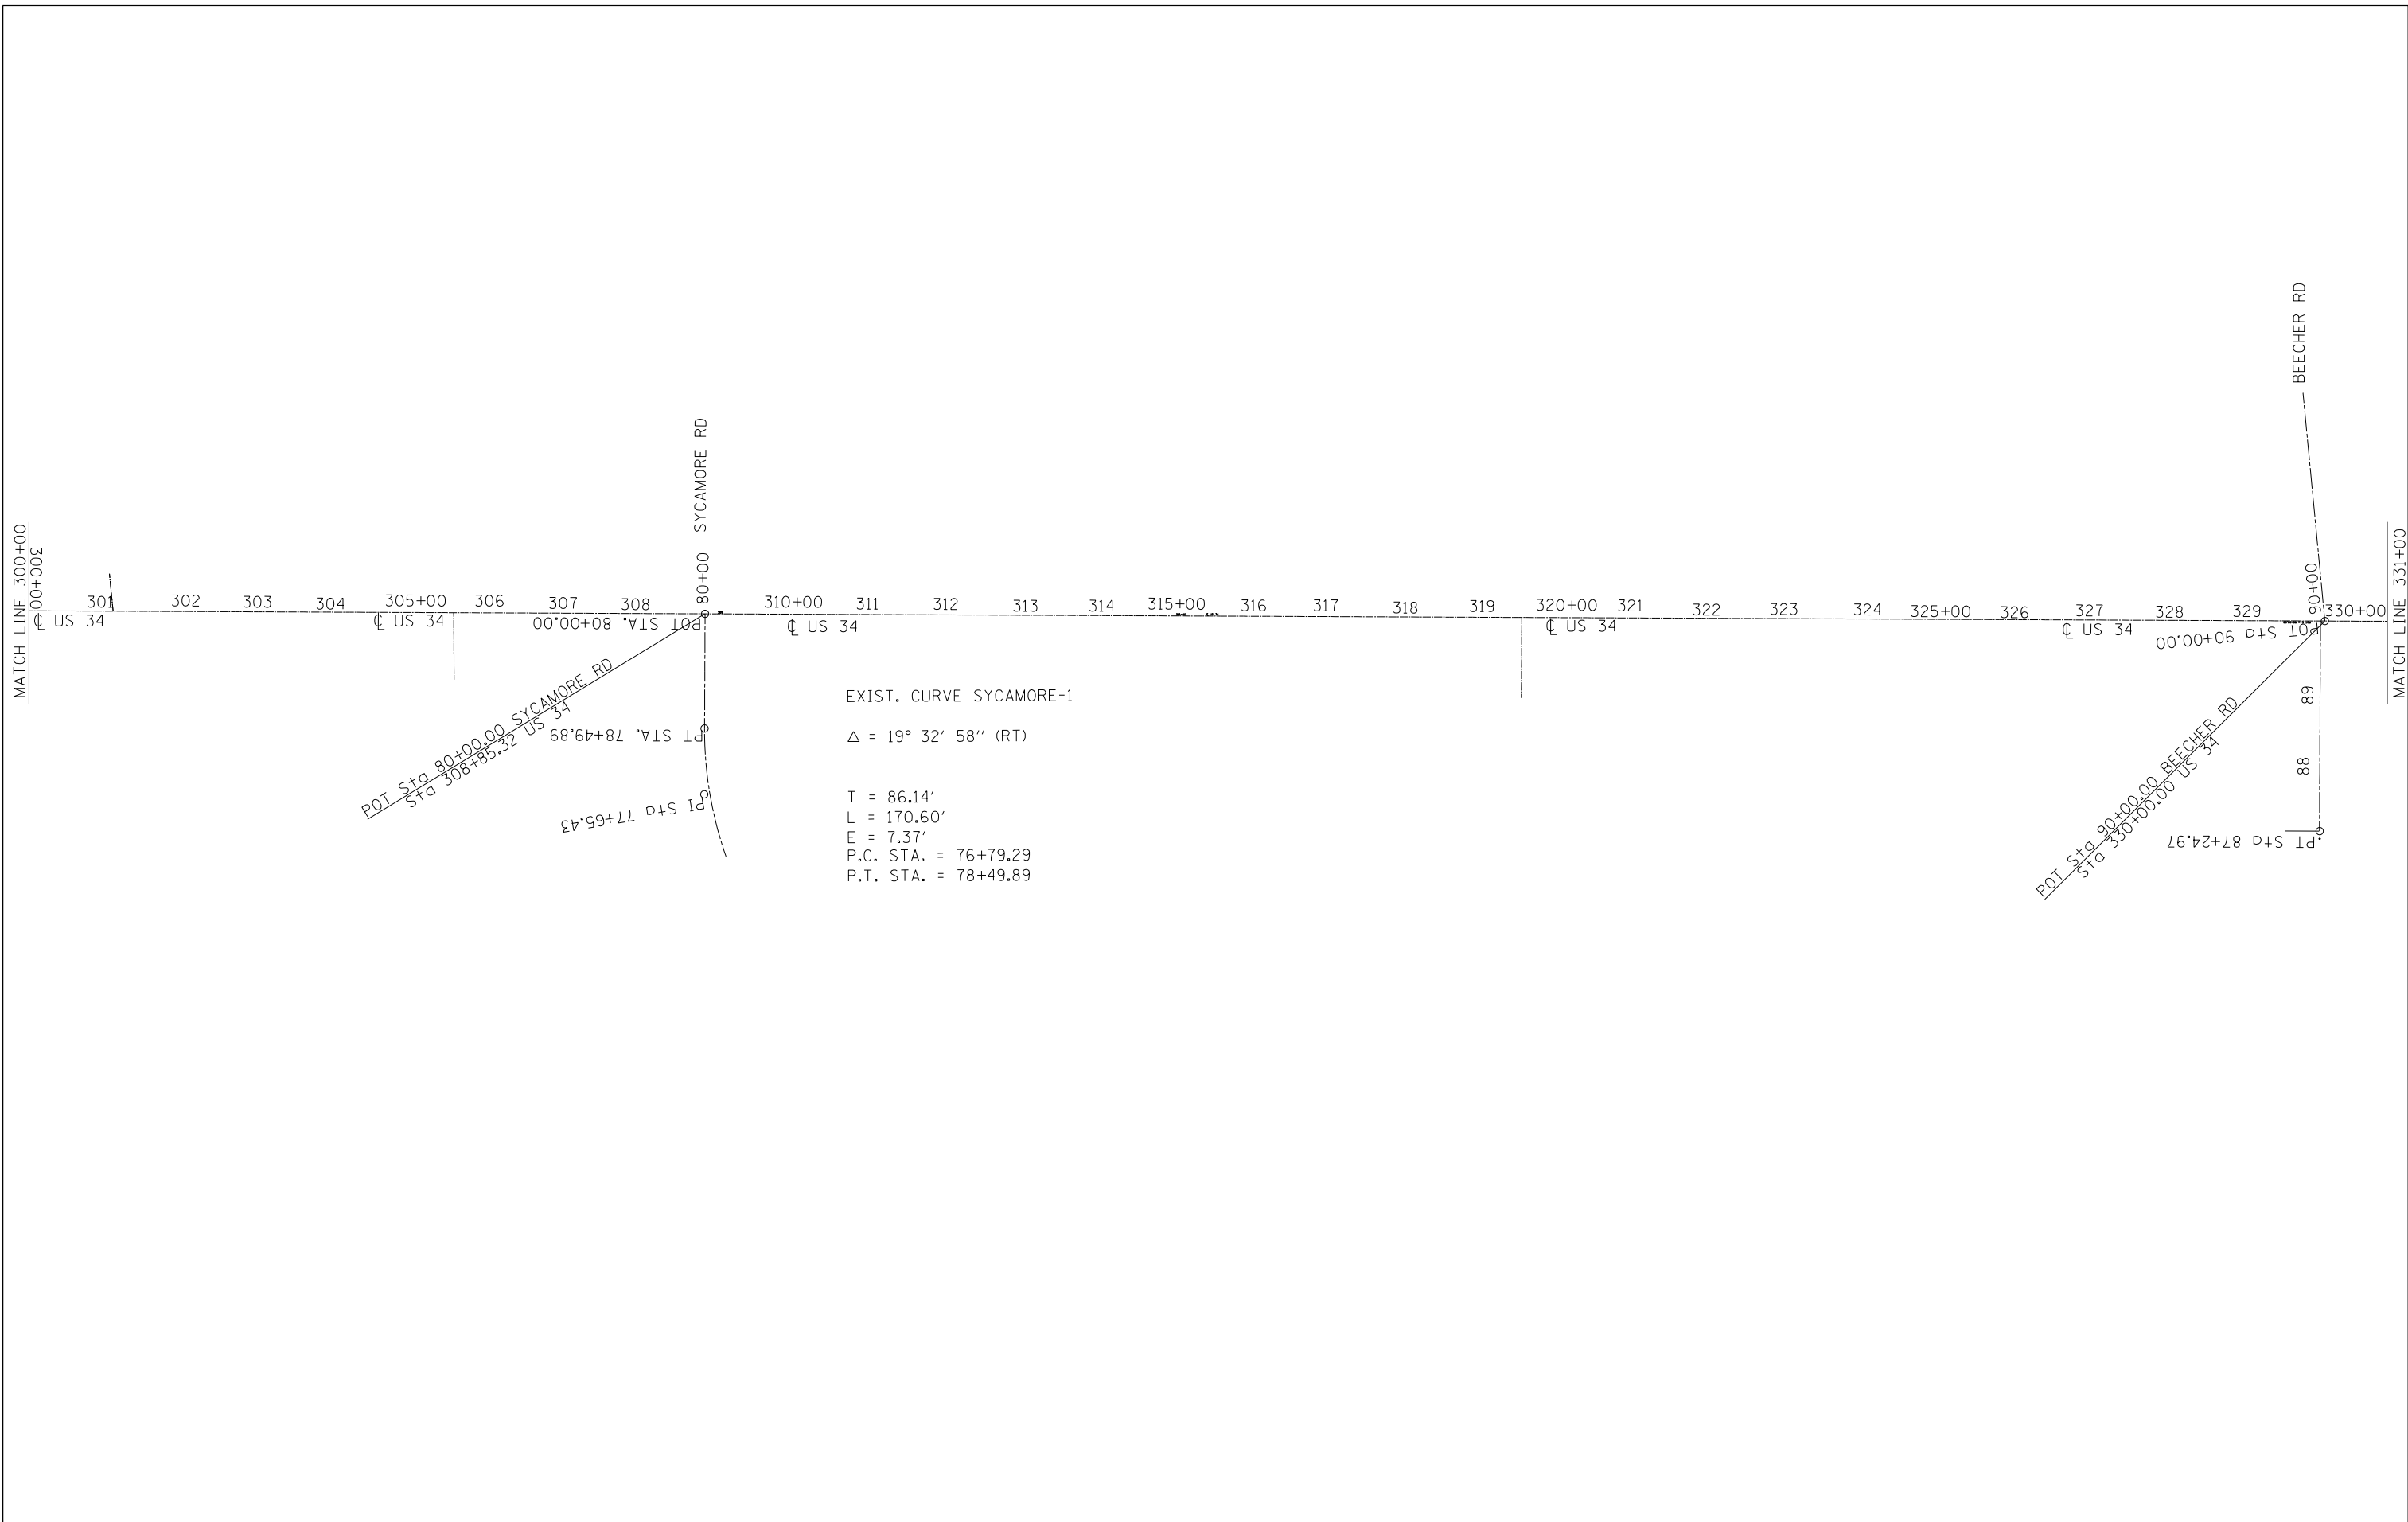 BEECHER RD
SYCAMORE RD
MATCH LINE 300+00
300+00
301
302
303
304
305+00
306
307
308
80+00
310+00
311
312
313
314
315+00
316
317
318
319
320+00
321
322
323
324
325+00
326
327
328
329
90+00
330+00
MATCH LINE 331+00
℄ US 34
℄ US 34
POT STA. 80+00.00
℄ US 34
℄ US 34
℄ US 34
POT Sta 90+00.00
POT Sta 80+00.00 SYCAMORE RD
Sta 308+85.32 US 34
PT STA. 78+49.89
PI Sta 77+65.43
EXIST. CURVE SYCAMORE-1
△ = 19° 32' 58'' (RT)
T = 86.14'
L = 170.60'
E = 7.37'
P.C. STA. = 76+79.29
P.T. STA. = 78+49.89
89
88
POT Sta 90+00.00 BEECHER RD
Sta 330+00.00 US 34
PT Sta 87+24.97